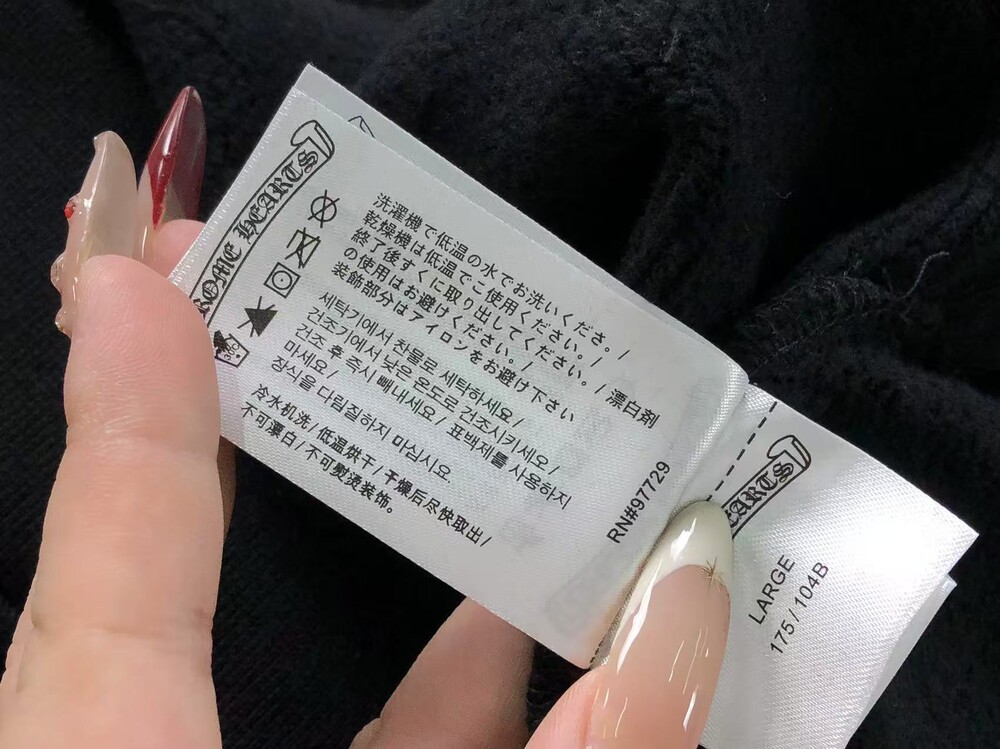 ROME HEARTS
30C
洗濯機で低温の水でお洗いくださ。/
乾燥機は低温でご使用ください。/
終了後すぐに取り出してください。/ 漂白剤
の使用はお避けください。/
装飾部分はアイロンをお避け下さい
세탁기에서 찬물로 세탁하세요/
건조기에서 낮은 온도로 건조시키세요/
건조 후 즉시 빼내세요/ 표백제를 사용하지
마세요/
장식을 다림질하지 마십시요.
冷水机洗/低温烘干/干燥后尽快取出/
不可漂白/不可熨烫装饰。
RN#97729
EARTS
LARGE
175/104B